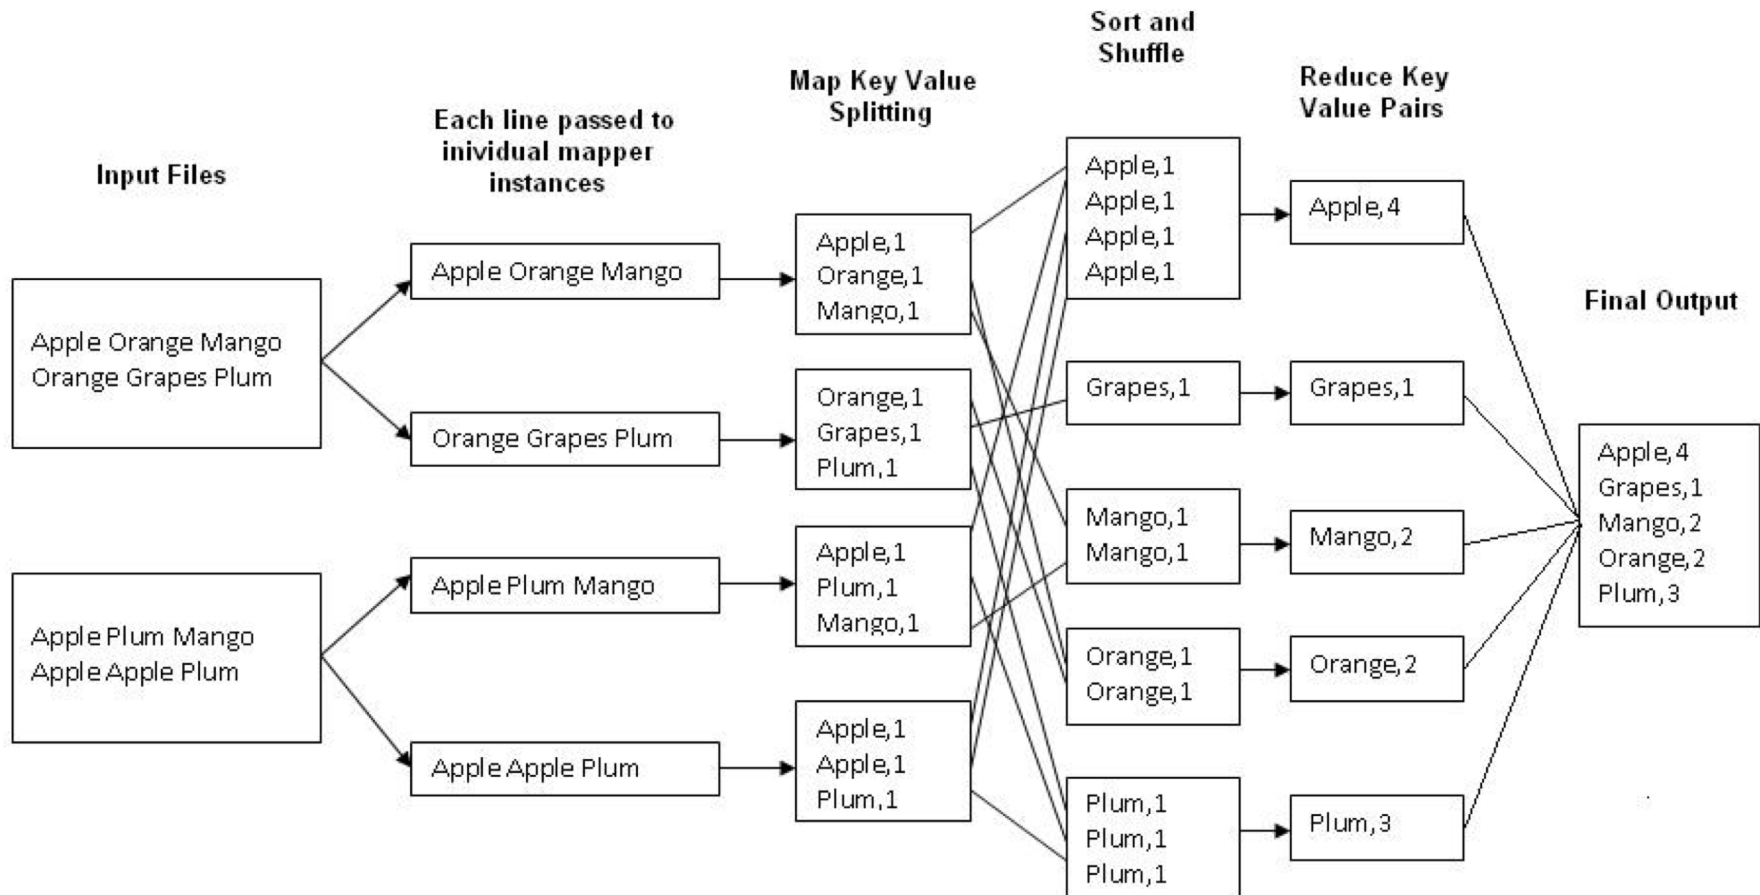 Input Files
Apple Orange Mango
Orange Grapes Plum
Apple Plum Mango
Apple Apple Plum
Each line passed to
inividual mapper
instances
Apple Orange Mango
Orange Grapes Plum
Apple Plum Mango
Apple Apple Plum
Map Key Value
Splitting
Apple,1
Orange,1
Mango,1
Orange,1
Grapes,1
Plum,1
Apple,1
Plum,1
Mango,1
Apple,1
Apple,1
Plum,1
Sort and
Shuffle
Apple,1
Apple,1
Apple,1
Apple,1
Grapes,1
Mango,1
Mango,1
Orange,1
Orange,1
Plum,1
Plum,1
Plum,1
Reduce Key
Value Pairs
Apple,4
Grapes,1
Mango,2
Orange,2
Plum,3
Final Output
Apple,4
Grapes,1
Mango,2
Orange,2
Plum,3